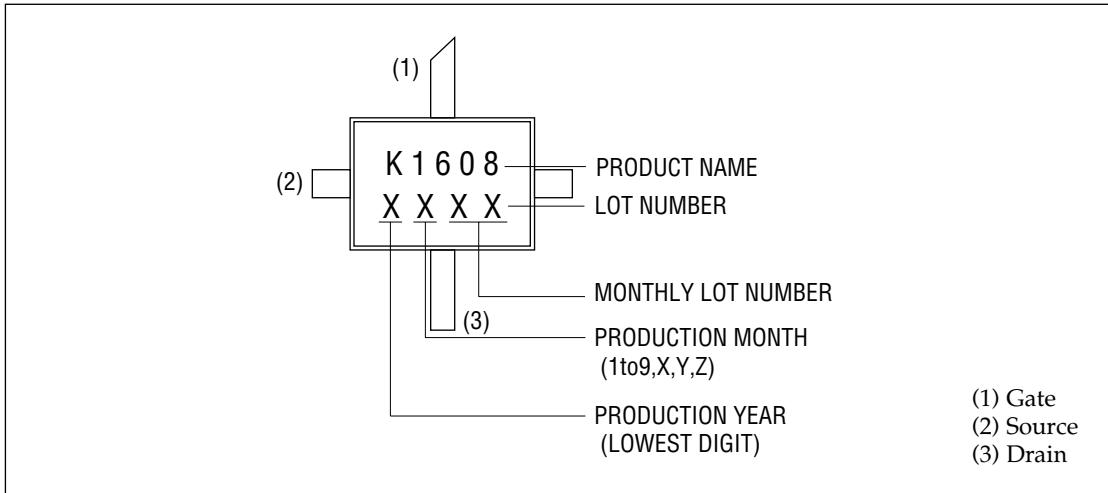 (1)
K1608
PRODUCT NAME
(2)
X X X X
LOT NUMBER
MONTHLY LOT NUMBER
(3)
PRODUCTION MONTH
(1to9,X,Y,Z)
PRODUCTION YEAR
(LOWEST DIGIT)
(1) Gate
(2) Source
(3) Drain